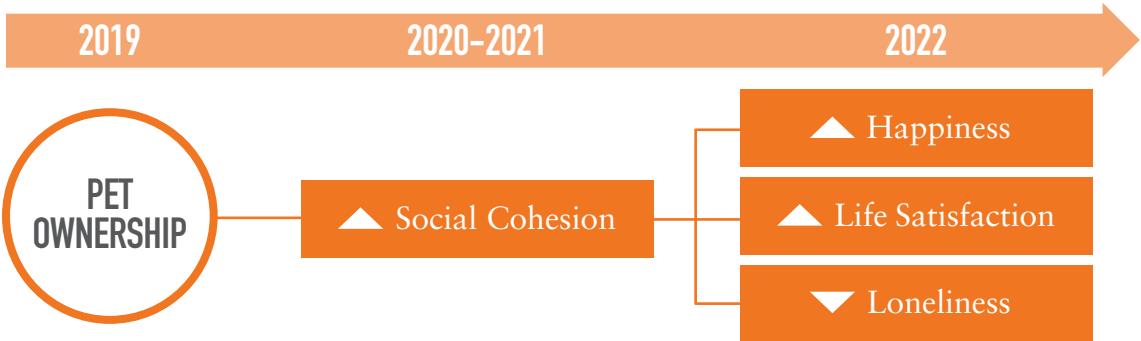 2019 2020–2021 2022
PET
OWNERSHIP
Social Cohesion
Happiness
Life Satisfaction
Loneliness